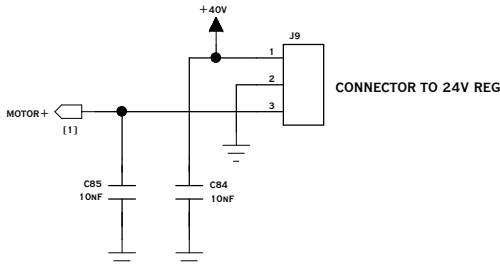 +40V
J9
1
2
CONNECTOR TO 24V REG
3
MOTOR+
[1]
C85
10NF
C84
10NF